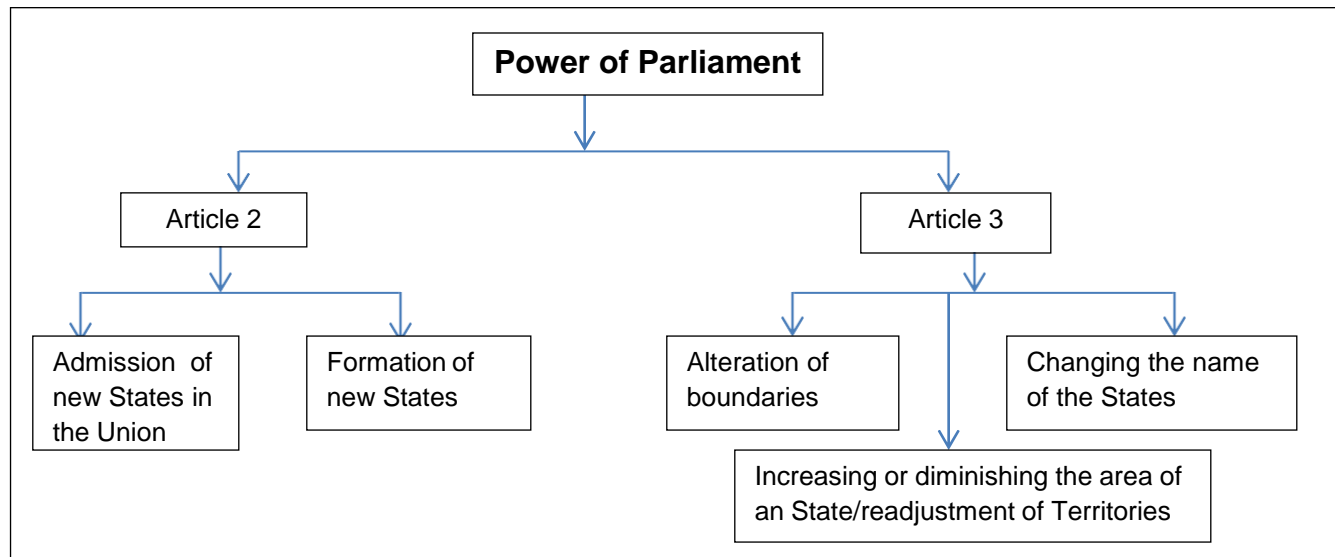 Power of Parliament
Article 2
Article 3
Admission of
new States in
the Union
Formation of
new States
Alteration of
boundaries
Changing the name
of the States
Increasing or diminishing the area of
an State/readjustment of Territories